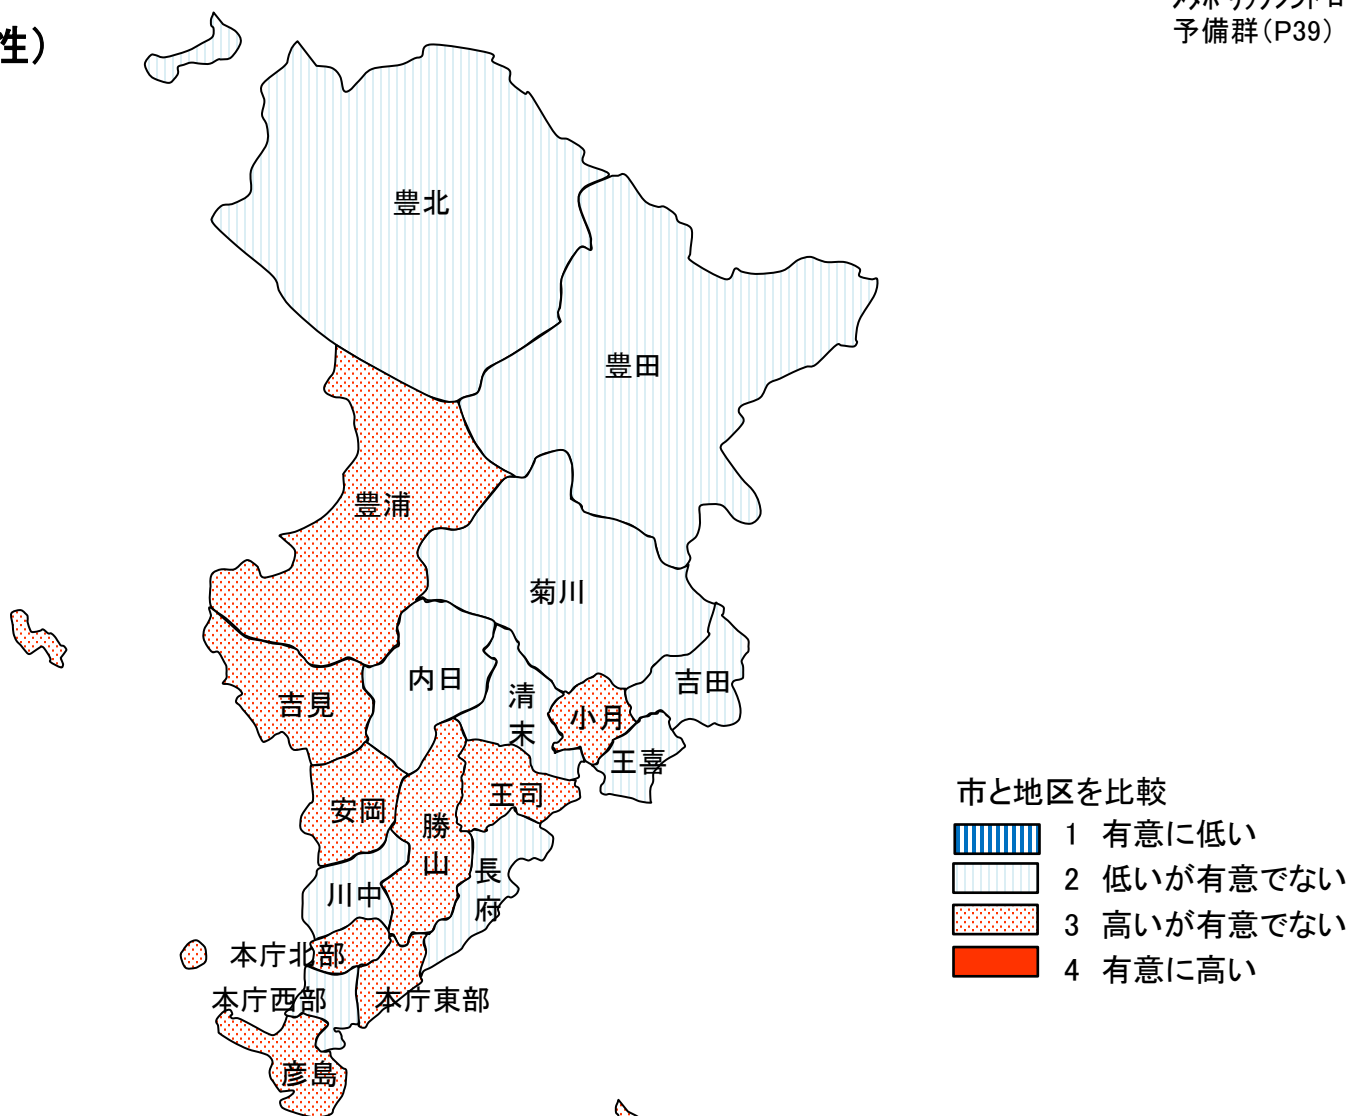 性）
予備群（P39）
豊北
豊田
豊浦
菊川
内日
吉田
吉見
清末
小月
王喜
王司
安岡
勝山
長府
川中
本庁北部
本庁西部
本庁東部
彦島
市と地区を比較
1 有意に低い
2 低いが有意でない
3 高いが有意でない
4 有意に高い